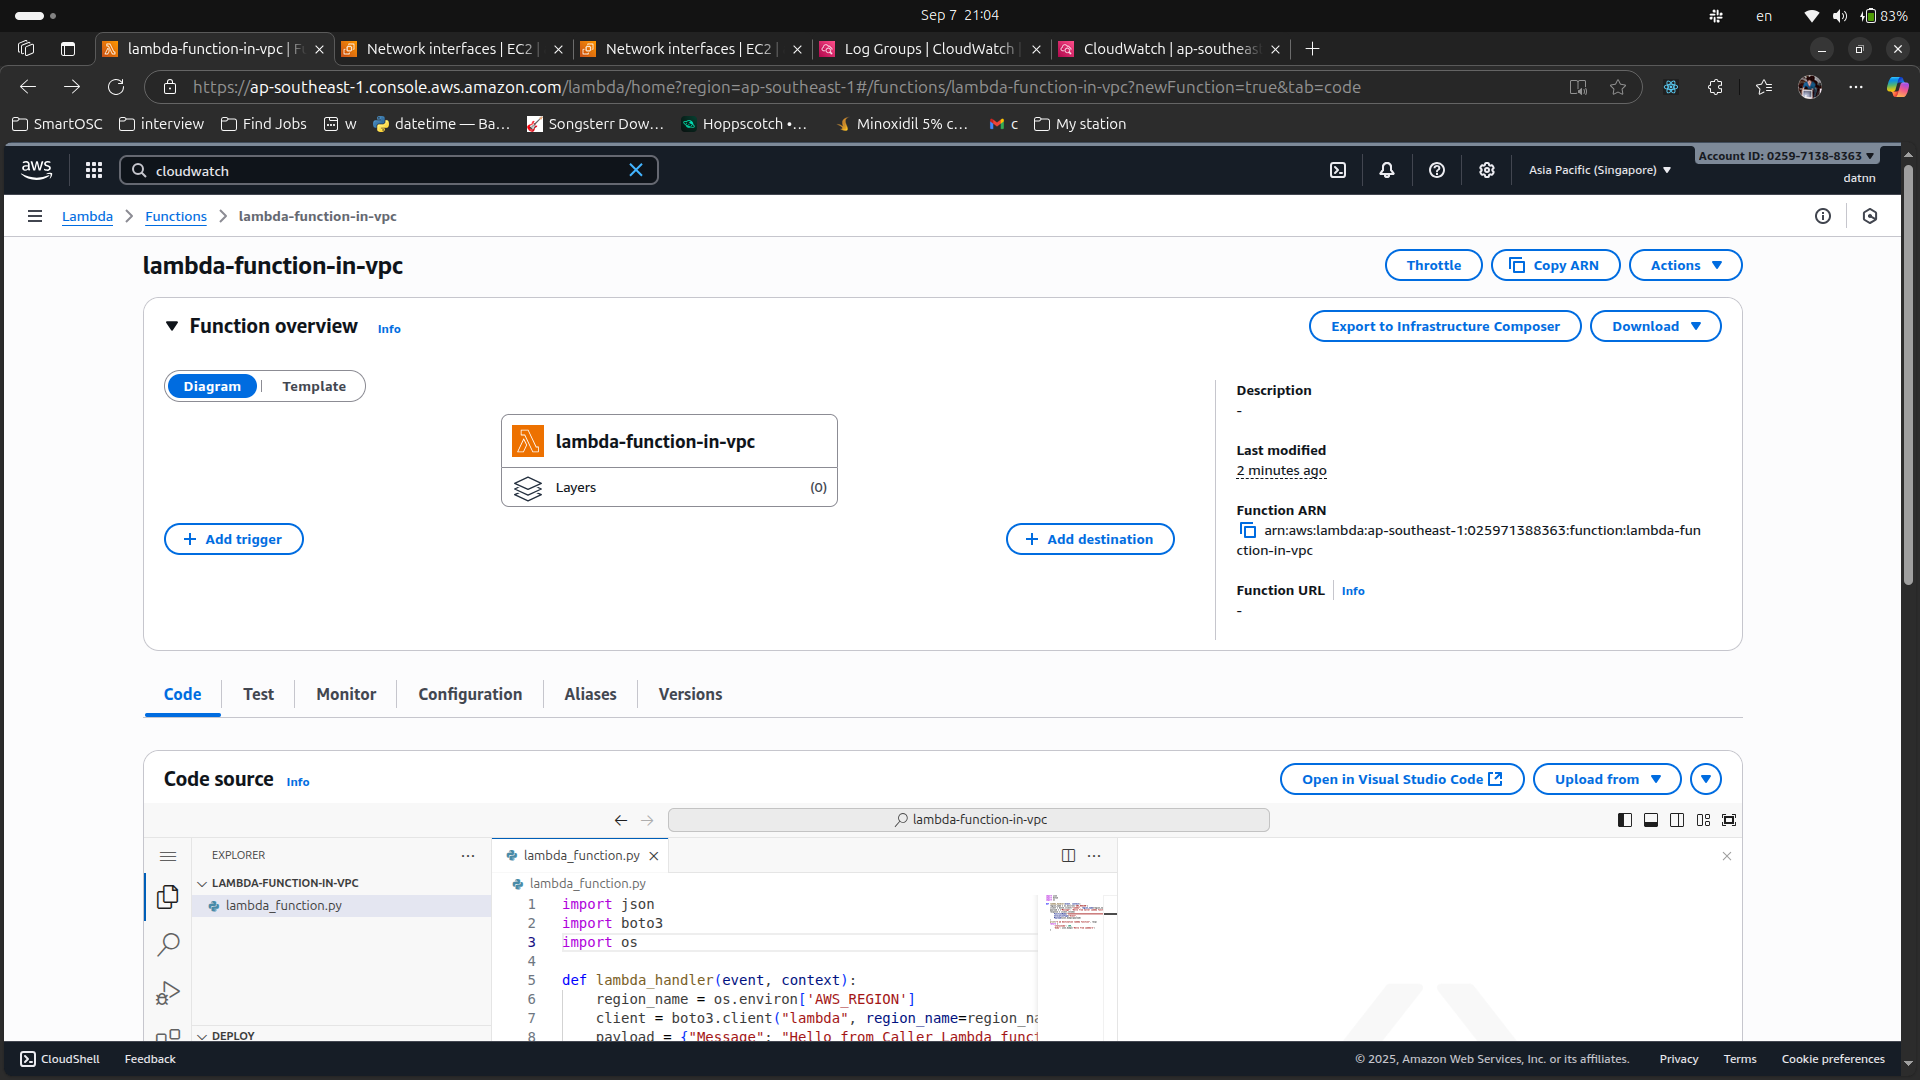 Sep 7 21:04
en
83%
lambda-function-in-vpc | F
Network interfaces | EC2 |
Network interfaces | EC2 |
Log Groups | CloudWatch
CloudWatch | ap-southeas
https://ap-southeast-1.console.aws.amazon.com/lambda/home?region=ap-southeast-1#/functions/lambda-function-in-vpc?newFunction=true&tab=code
SmartOSC
interview
Find Jobs
w
datetime — Ba...
Songsterr Dow...
Hoppscotch •...
Minoxidil 5% c...
c
My station
aws
cloudwatch
Asia Pacific (Singapore)
Account ID: 0259-7138-8363
datnn
Lambda
Functions
lambda-function-in-vpc
lambda-function-in-vpc
Throttle
Copy ARN
Actions
Function overview
Info
Export to Infrastructure Composer
Download
Diagram
Template
lambda-function-in-vpc
Layers
(0)
Add trigger
Add destination
Description
-
Last modified
2 minutes ago
Function ARN
arn:aws:lambda:ap-southeast-1:025971388363:function:lambda-fun
ction-in-vpc
Function URL
Info
-
Code
Test
Monitor
Configuration
Aliases
Versions
Code source
Info
Open in Visual Studio Code
Upload from
lambda-function-in-vpc
EXPLORER
LAMBDA-FUNCTION-IN-VPC
lambda_function.py
DEPLOY
lambda_function.py
lambda_function.py
1 import json
2 import boto3
3 import os
4
5 def lambda_handler(event, context):
6 region_name = os.environ['AWS_REGION']
7 client = boto3.client("lambda", region_name=region_na
8 payload = {"Message": "Hello from Caller Lambda funct
CloudShell
Feedback
© 2025, Amazon Web Services, Inc. or its affiliates.
Privacy
Terms
Cookie preferences